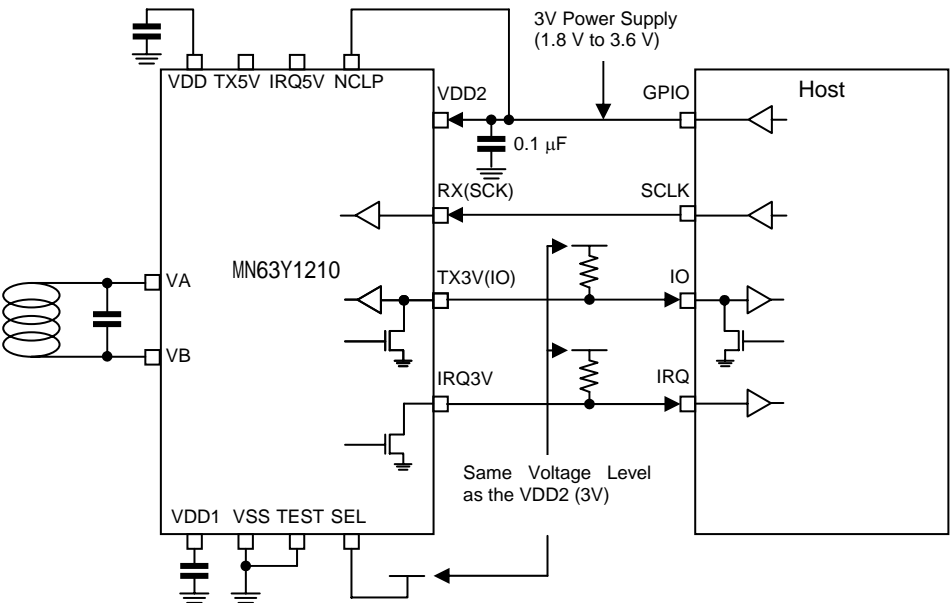 3V Power Supply
(1.8 V to 3.6 V)
VDD TX5V IRQ5V NCLP
VDD2
GPIO
Host
0.1 μF
RX(SCK)
SCLK
MN63Y1210
VA
TX3V(IO)
IO
VB
IRQ3V
IRQ
Same Voltage Level
as the VDD2 (3V)
VDD1 VSS TEST SEL